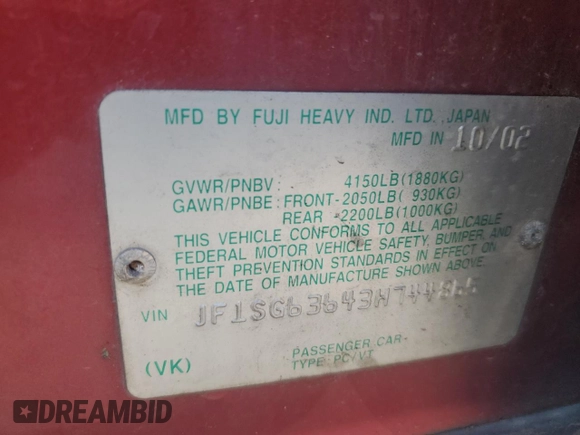 MFD BY FUJI HEAVY IND. LTD. JAPAN
MFD IN 10/02
GVWR/PNBV: 4150LB(1880KG)
GAWR/PNBE: FRONT-2050LB( 930KG)
REAR -2200LB(1000KG)
THIS VEHICLE CONFORMS TO ALL APPLICABLE
FEDERAL MOTOR VEHICLE SAFETY, BUMPER, AND
THEFT PREVENTION STANDARDS IN EFFECT ON
THE DATE OF MANUFACTURE SHOWN ABOVE.
VIN
(VK)
PASSENGER CAR-
TYPE PC/VT
DREAMBID